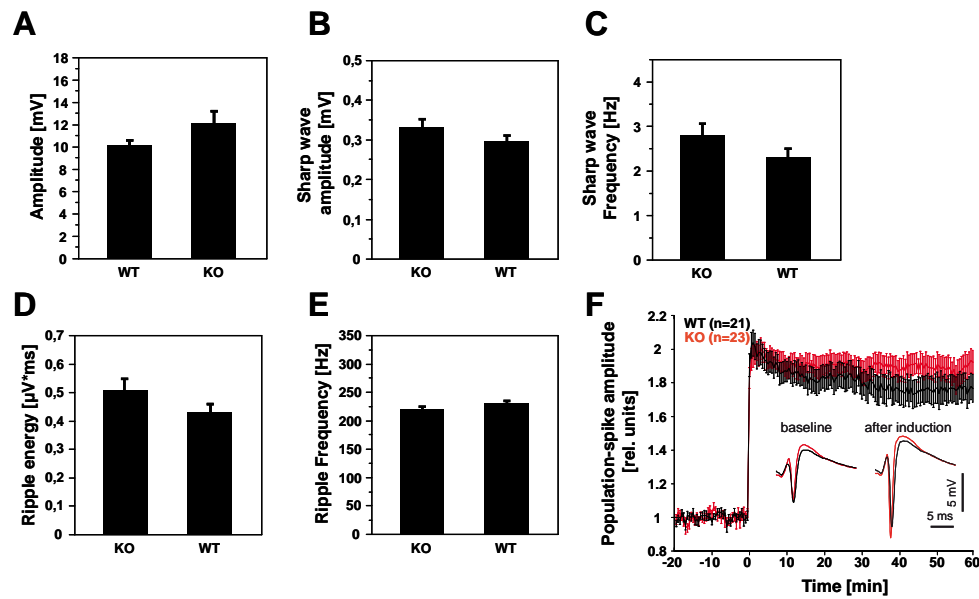 A
Amplitude [mV]
18
16
14
12
10
8
6
4
2
0
WT
KO
B
Sharp wave
amplitude [mV]
0,5
0,4
0,3
0,2
0,1
0
KO
WT
C
Sharp wave
Frequency [Hz]
4
3
2
1
0
KO
WT
D
Ripple energy [µV*ms]
0,7
0,6
0,5
0,4
0,3
0,2
0,1
0
KO
WT
E
Ripple Frequency [Hz]
350
300
250
200
150
100
50
0
KO
WT
F
Population-spike amplitude
[rel. units]
2.2
2
1.8
1.6
1.4
1.2
1
0.8
WT (n=21)
KO (n=23)
baseline
after induction
5 mV
5 ms
-20
-10
0
10
20
30
40
50
60
Time [min]